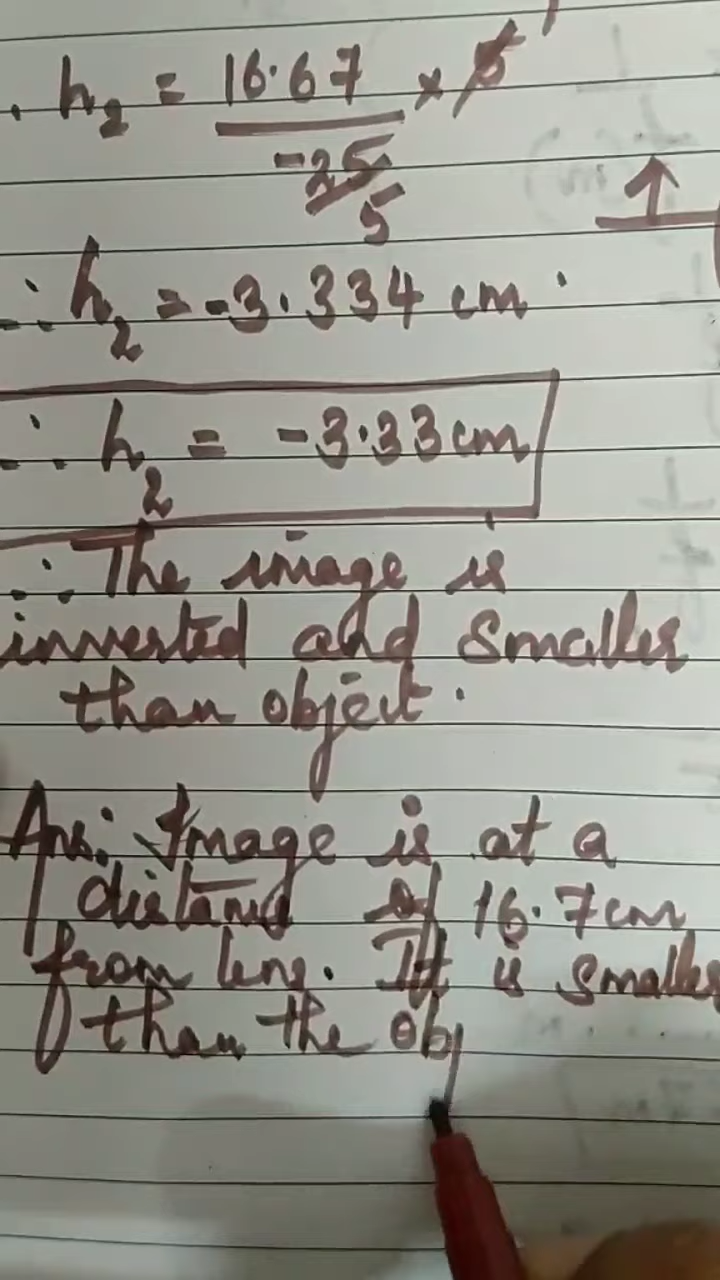 . h₂ = 16.67 / -25 × 5
5
∴ h₂ = -3.334 cm .
∴ h₂ = -3.33 cm
∴ The image is
inverted and smaller
than object.
Ans: Image is at a
distance of 16.7 cm
from lens. It is smaller
than the obj